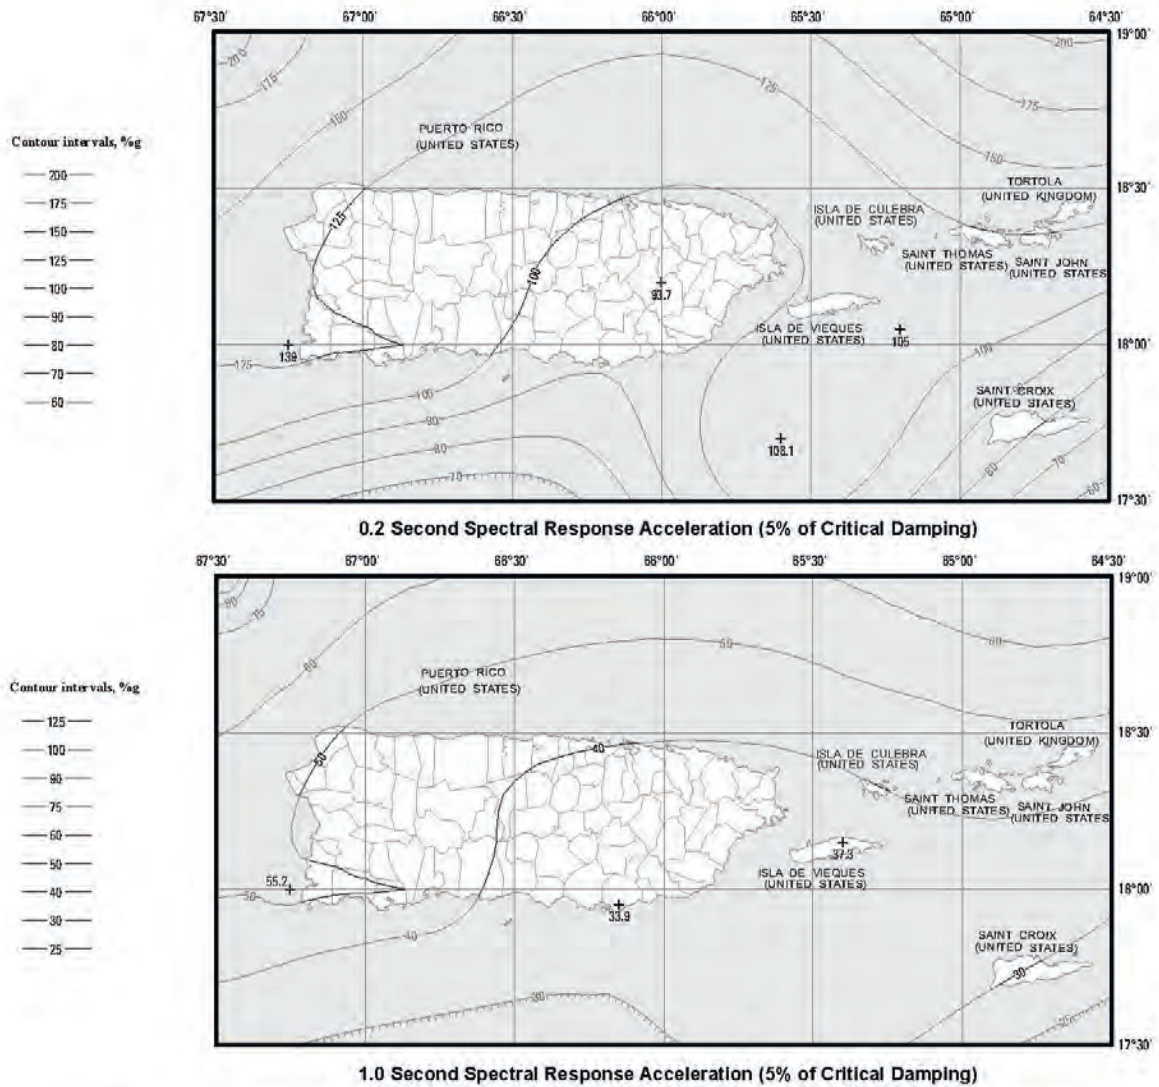 67°30' 67°00' 66°30' 66°00' 65°30' 65°00' 64°30'
19°00'
200
175
150
125
200
175
150
Contour intervals, %g
200
175
150
125
100
90
80
70
60
PUERTO RICO
(UNITED STATES)
18°30'
TORTOLA
(UNITED KINGDOM)
ISLA DE CULEBRA
(UNITED STATES)
SAINT THOMAS
(UNITED STATES)
SAINT JOHN
(UNITED STATES
125
100
93.7
ISLA DE VIEQUES
(UNITED STATES)
105
139
18°00'
125
100
90
80
70
100
SAINT CROIX
(UNITED STATES)
108.1
80
70
60
17°30'
0.2 Second Spectral Response Acceleration (5% of Critical Damping)
67°30' 67°00' 66°30' 66°00' 65°30' 65°00' 64°30'
19°00'
80
75
60
50
60
Contour intervals, %g
125
100
90
75
60
50
40
30
25
PUERTO RICO
(UNITED STATES)
18°30'
TORTOLA
(UNITED KINGDOM)
50
40
ISLA DE CULEBRA
(UNITED STATES)
SAINT THOMAS
(UNITED STATES)
SAINT JOHN
(UNITED STATES
37.3
ISLA DE VIEQUES
(UNITED STATES)
55.2
18°00'
50
33.9
40
SAINT CROIX
(UNITED STATES)
30
30
17°30'
1.0 Second Spectral Response Acceleration (5% of Critical Damping)